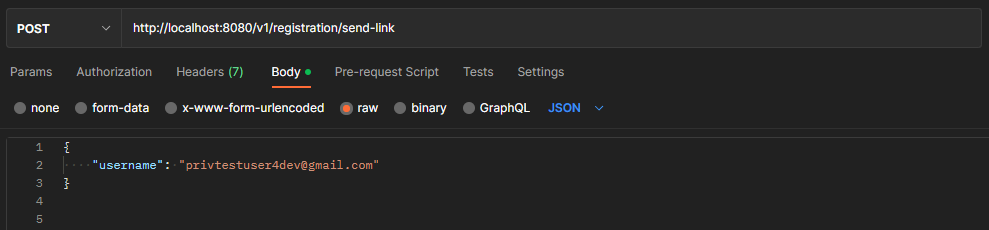 POST http://localhost:8080/v1/registration/send-link
Params Authorization Headers (7) Body Pre-request Script Tests Settings
none form-data x-www-form-urlencoded raw binary GraphQL JSON
1 {
2 "username": "privtestuser4dev@gmail.com"
3 }
4
5